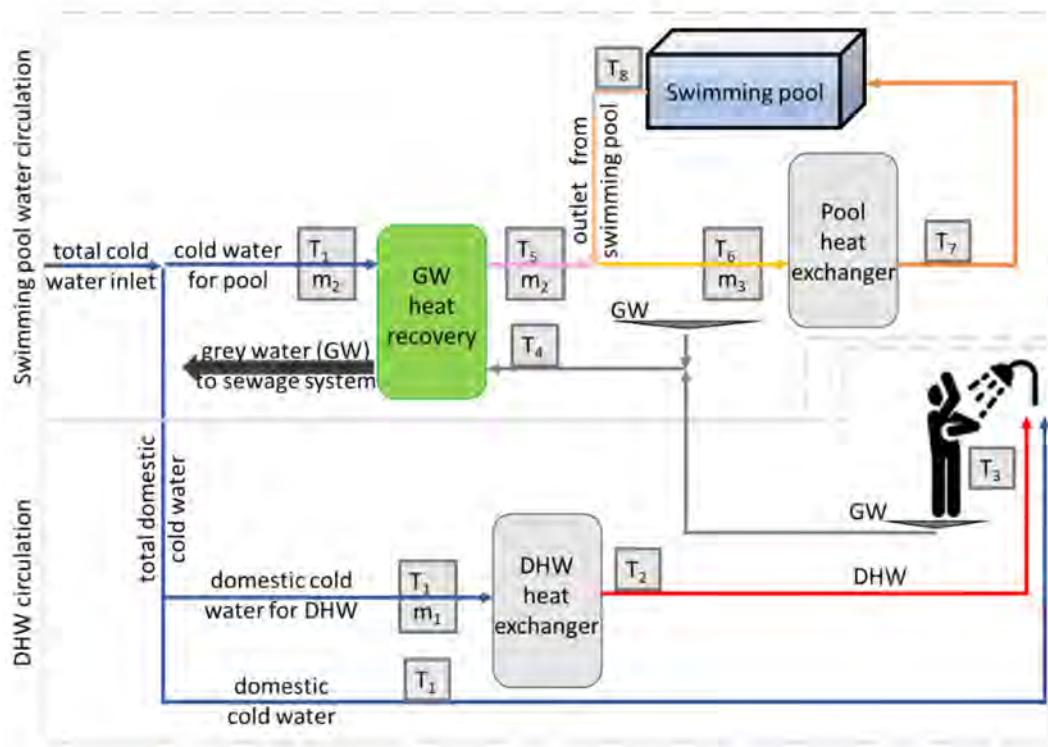 Swimming pool water circulation
DHW circulation
T8
Swimming pool
outlet from
swimming pool
total cold
water inlet
cold water
for pool
T1
m2
GW
heat
recovery
T5
m2
T6
m3
Pool
heat
exchanger
T7
GW
grey water (GW)
to sewage system
T4
T3
GW
total domestic
cold water
domestic cold
water for DHW
T1
m1
DHW
heat
exchanger
T2
DHW
domestic
cold water
T1